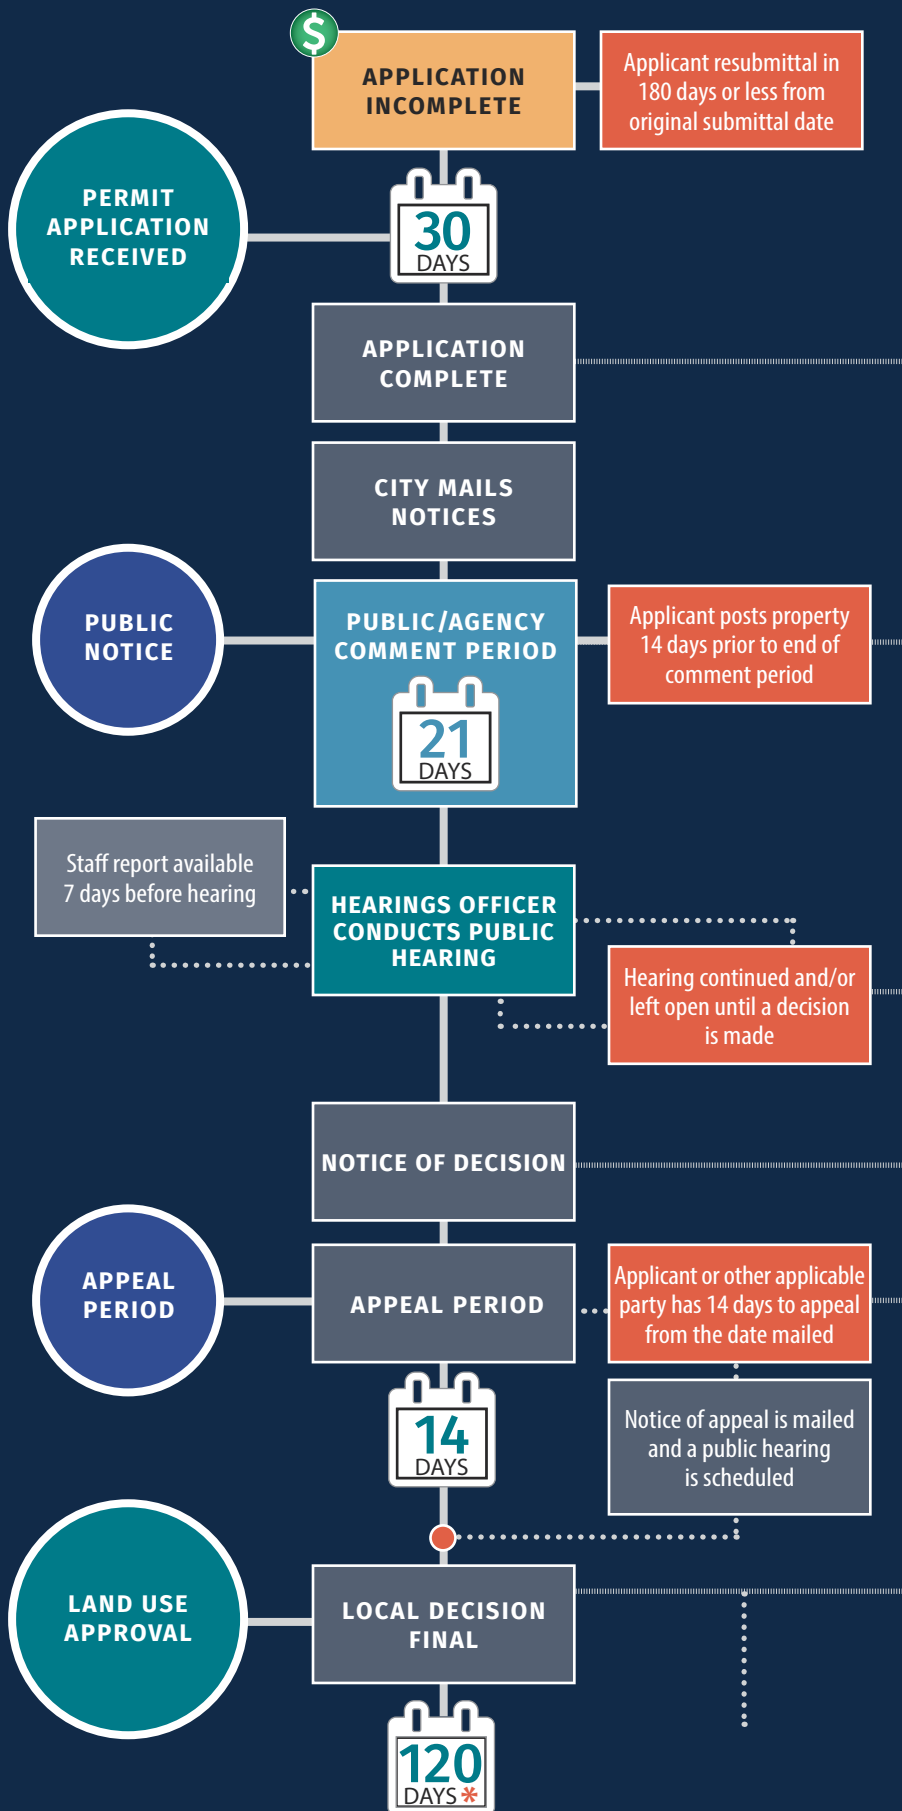 $
APPLICATION
INCOMPLETE
Applicant resubmittal in
180 days or less from
original submittal date
PERMIT
APPLICATION
RECEIVED
30
DAYS
APPLICATION
COMPLETE
CITY MAILS
NOTICES
PUBLIC
NOTICE
PUBLIC/AGENCY
COMMENT PERIOD
21
DAYS
Applicant posts property
14 days prior to end of
comment period
Staff report available
7 days before hearing
HEARINGS OFFICER
CONDUCTS PUBLIC
HEARING
Hearing continued and/or
left open until a decision
is made
NOTICE OF DECISION
APPEAL
PERIOD
APPEAL PERIOD
Applicant or other applicable
party has 14 days to appeal
from the date mailed
14
DAYS
Notice of appeal is mailed
and a public hearing
is scheduled
LAND USE
APPROVAL
LOCAL DECISION
FINAL
120
DAYS *